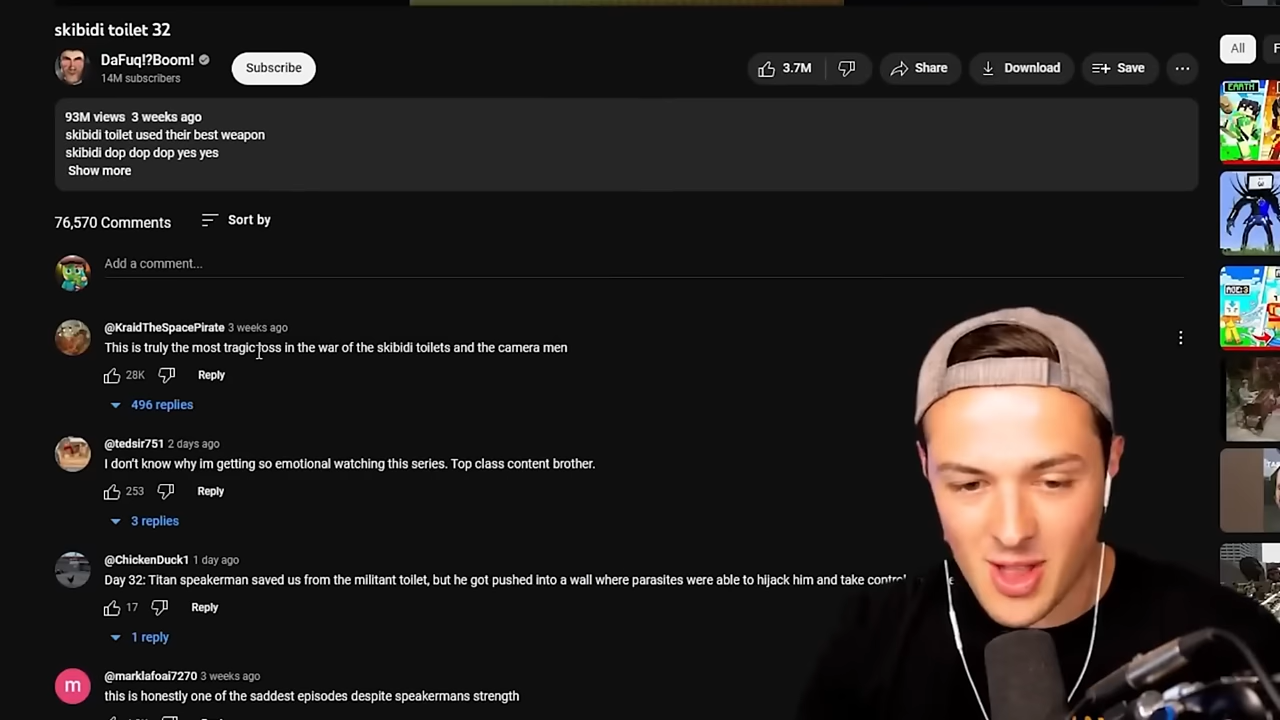 skibidi toilet 32
DaFuq!?Boom!
14M subscribers
Subscribe
3.7M
Share
Download
Save
All
93M views 3 weeks ago
skibidi toilet used their best weapon
skibidi dop dop dop yes yes
Show more
76,570 Comments
Sort by
Add a comment...
@KraidTheSpacePirate 3 weeks ago
This is truly the most tragic loss in the war of the skibidi toilets and the camera men
28K
Reply
496 replies
@tedsir751 2 days ago
I don't know why im getting so emotional watching this series. Top class content brother.
253
Reply
3 replies
@ChickenDuck1 1 day ago
Day 32: Titan speakerman saved us from the militant toilet, but he got pushed into a wall where parasites were able to hijack him and take control
17
Reply
1 reply
m
@marklafoai7270 3 weeks ago
this is honestly one of the saddest episodes despite speakermans strength
EARTH